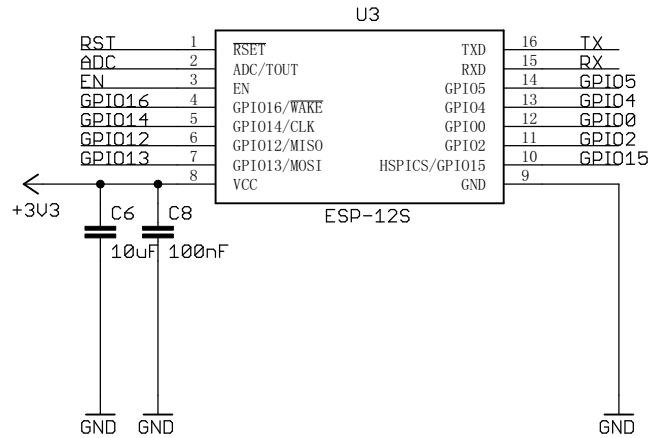 U3
RST 1 RSET TXD 16 TX
ADC 2 ADC/TOUT RXD 15 RX
EN 3 EN GPIO5 14 GPIO5
GPIO16 4 GPIO16/WAKE GPIO4 13 GPIO4
GPIO14 5 GPIO14/CLK GPIO0 12 GPIO0
GPIO12 6 GPIO12/MISO GPIO2 11 GPIO2
GPIO13 7 GPIO13/MOSI HSPICS/GPIO15 10 GPIO15
8 VCC GND 9
+3V3 C6 C8 ESP-12S
10uF 100nF
GND GND GND